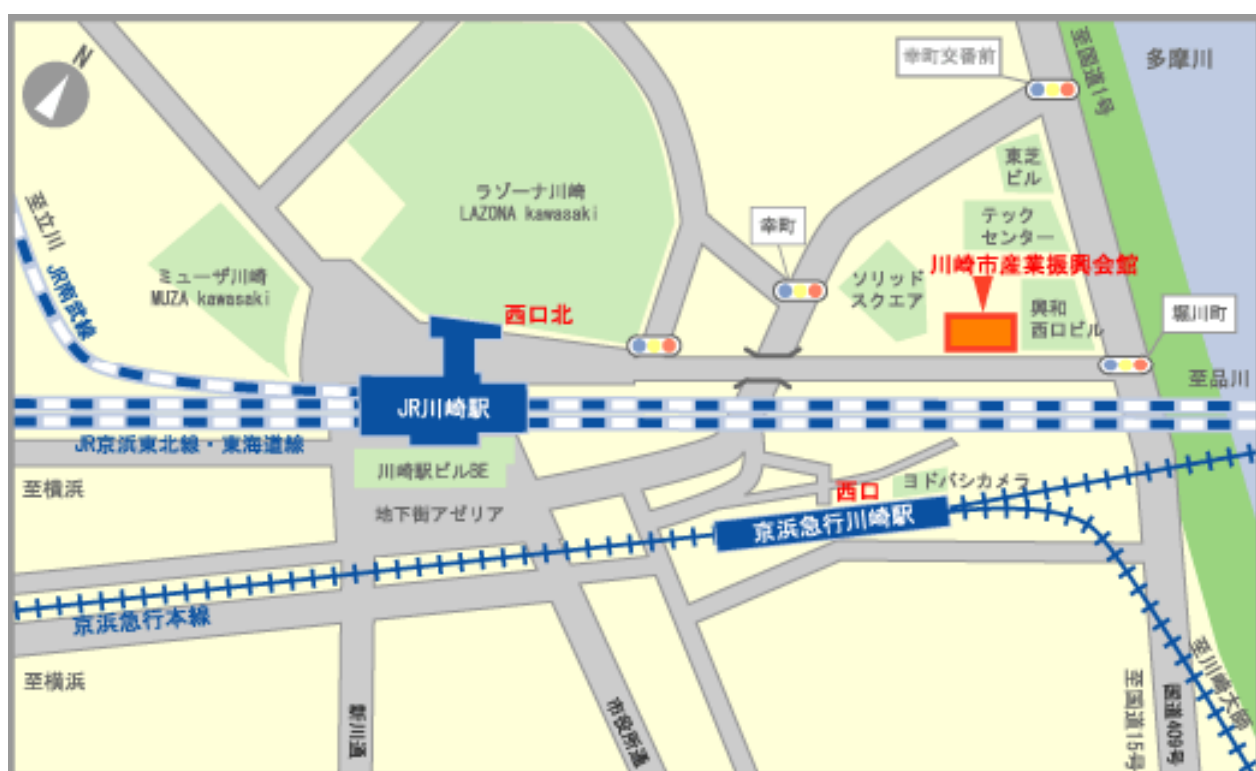 N
至国道1号
多摩川
幸町交番前
東芝
ビル
ラゾーナ川崎
LAZONA kawasaki
テック
センター
幸町
至立川
JR南武線
ミューザ川崎
MUZA kawasaki
川崎市産業振興会館
ソリッド
スクエア
西口北
興和
西口ビル
堀川町
至品川
JR川崎駅
JR京浜東北線・東海道線
川崎駅ビルBE
至横浜
西口
ヨドバシカメラ
地下街アゼリア
京浜急行川崎駅
京浜急行本線
至横浜
至川崎大師
新川通
市役所通
至国道15号
国道409号